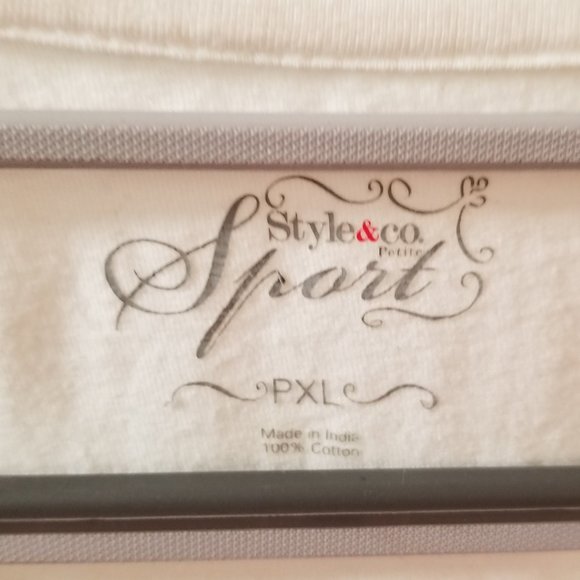 Style&co.
Petite
Sport
PXL
Made in India
100% Cotton